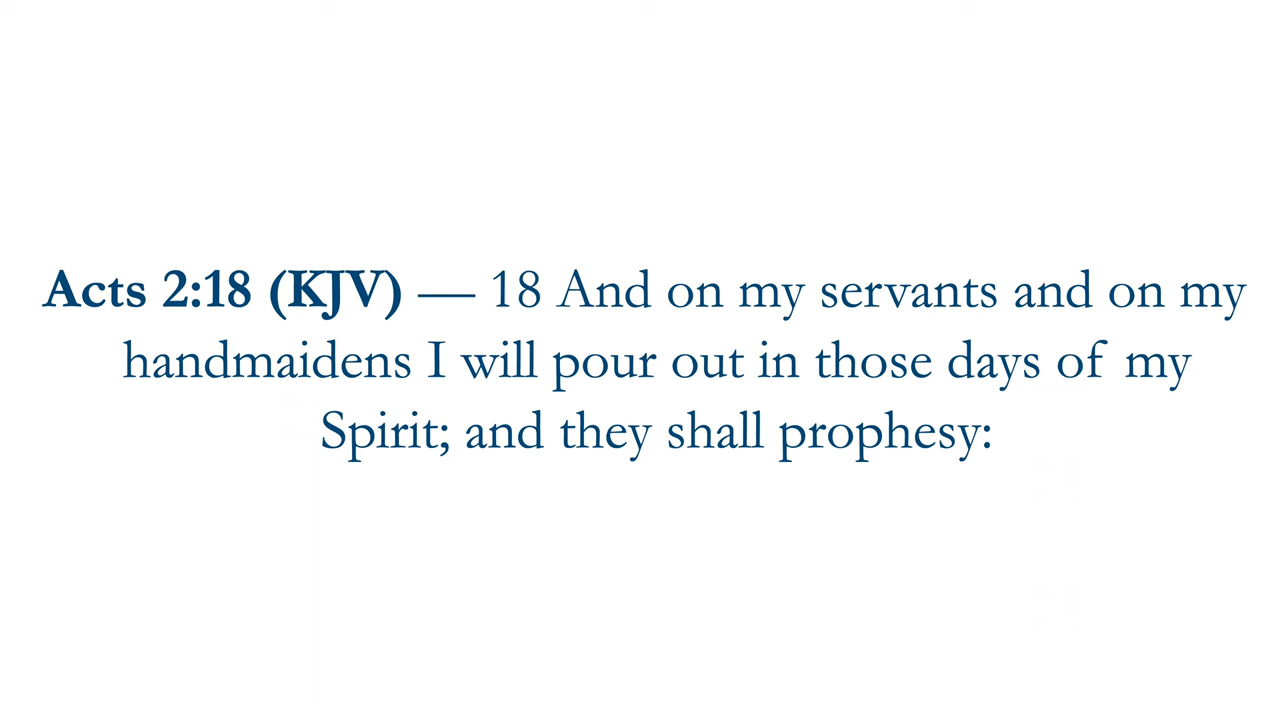 Acts 2:18 (KJV) — 18 And on my servants and on my
handmaidens I will pour out in those days of my
Spirit; and they shall prophesy: